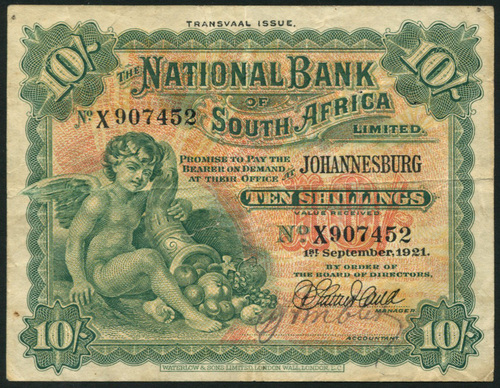 TRANSVAAL ISSUE.
10/- 10/-
THE NATIONAL BANK
OF
SOUTH AFRICA
LIMITED.
No X907452
PROMISE TO PAY THE
BEARER ON DEMAND
AT THEIR OFFICE
at JOHANNESBURG
TEN SHILLINGS
VALUE RECEIVED
No X907452
1st September, 1921.
BY ORDER OF
THE BOARD OF DIRECTORS,
MANAGER
ACCOUNTANT
10/- 10/-
WATERLOW & SONS LIMITED, LONDON WALL, LONDON, E.C.